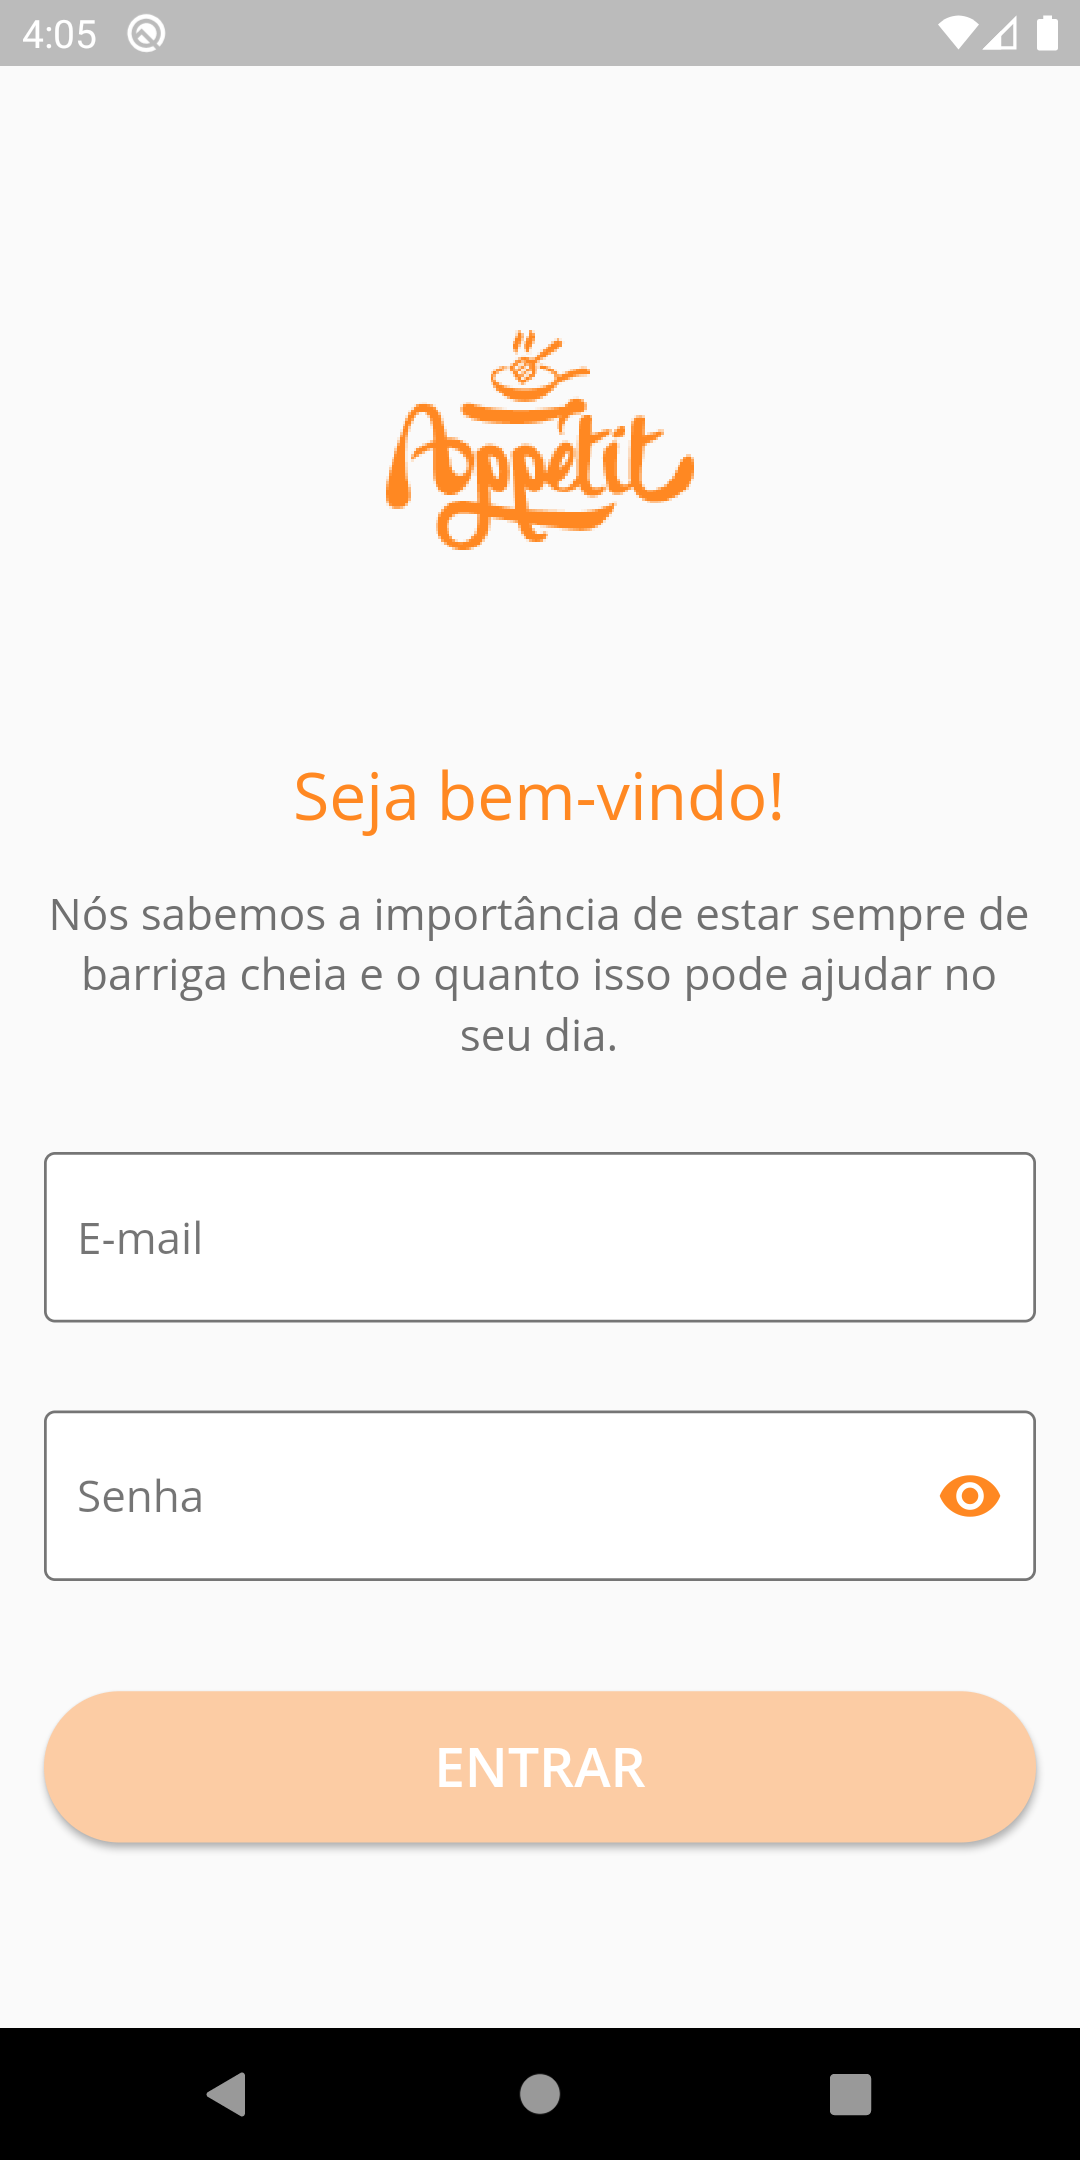 4:05
Appetit
Seja bem-vindo!
Nós sabemos a importância de estar sempre de
barriga cheia e o quanto isso pode ajudar no
seu dia.
E-mail
Senha
ENTRAR